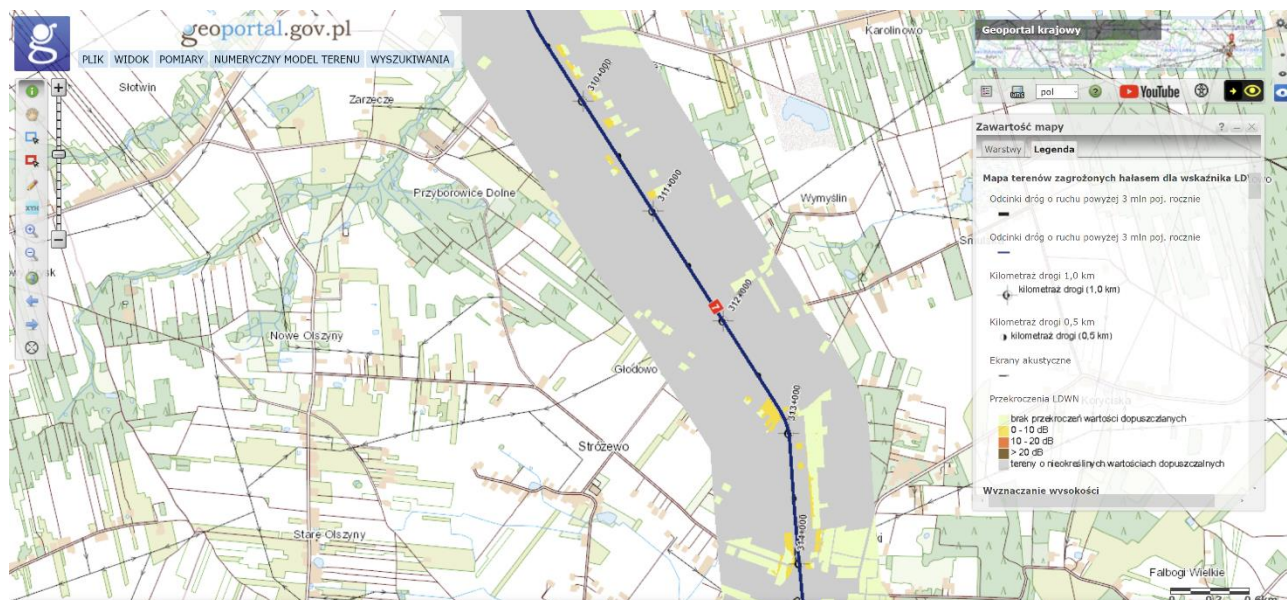 geoportal.gov.pl
PLIK WIDOK POMIARY NUMERYCZNY MODEL TERENU WYSZUKIWANIA
Geoportal krajowy
pol
YouTube
Zawartość mapy
Warstwy Legenda
Mapa terenów zagrożonych hałasem dla wskaźnika LD
Odcinki dróg o ruchu powyżej 3 mln poj. rocznie
Odcinki dróg o ruchu powyżej 3 mln poj. rocznie
Kilometraż drogi 1,0 km
kilometraż drogi (1,0 km)
Kilometraż drogi 0,5 km
kilometraż drogi (0,5 km)
Ekrany akustyczne
Przekroczenia LDWN
brak przekroczeń wartości dopuszczlanych
0 - 10 dB
10 - 20 dB
> 20 dB
tereny o nieokreślinych wartościach dopuszczalnych
Wyznaczanie wysokości
XYH
Karolinowo
Słotwin
Zarzecze
310+000
Przyborowice Dolne
311+000
Wymyślin
312+000
7
Nowe Olszyny
Głodowo
313+000
Stróżewo
Stare Olszyny
314+000
Falbogi Wielkie